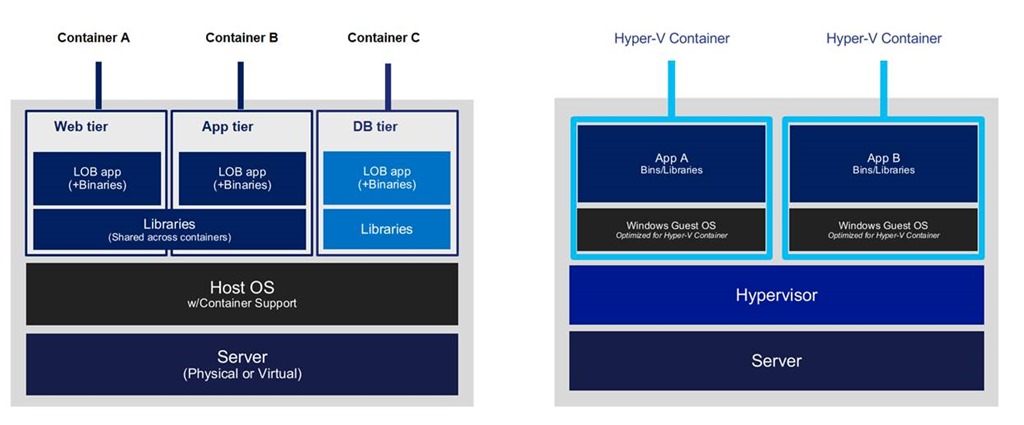 Container A
Container B
Container C
Web tier
App tier
DB tier
LOB app
(+Binaries)
LOB app
(+Binaries)
LOB app
(+Binaries)
Libraries
(Shared across containers)
Libraries
Host OS
w/Container Support
Server
(Physical or Virtual)
Hyper-V Container
Hyper-V Container
App A
Bins/Libraries
App B
Bins/Libraries
Windows Guest OS
Optimized for Hyper-V Container
Windows Guest OS
Optimized for Hyper-V Container
Hypervisor
Server